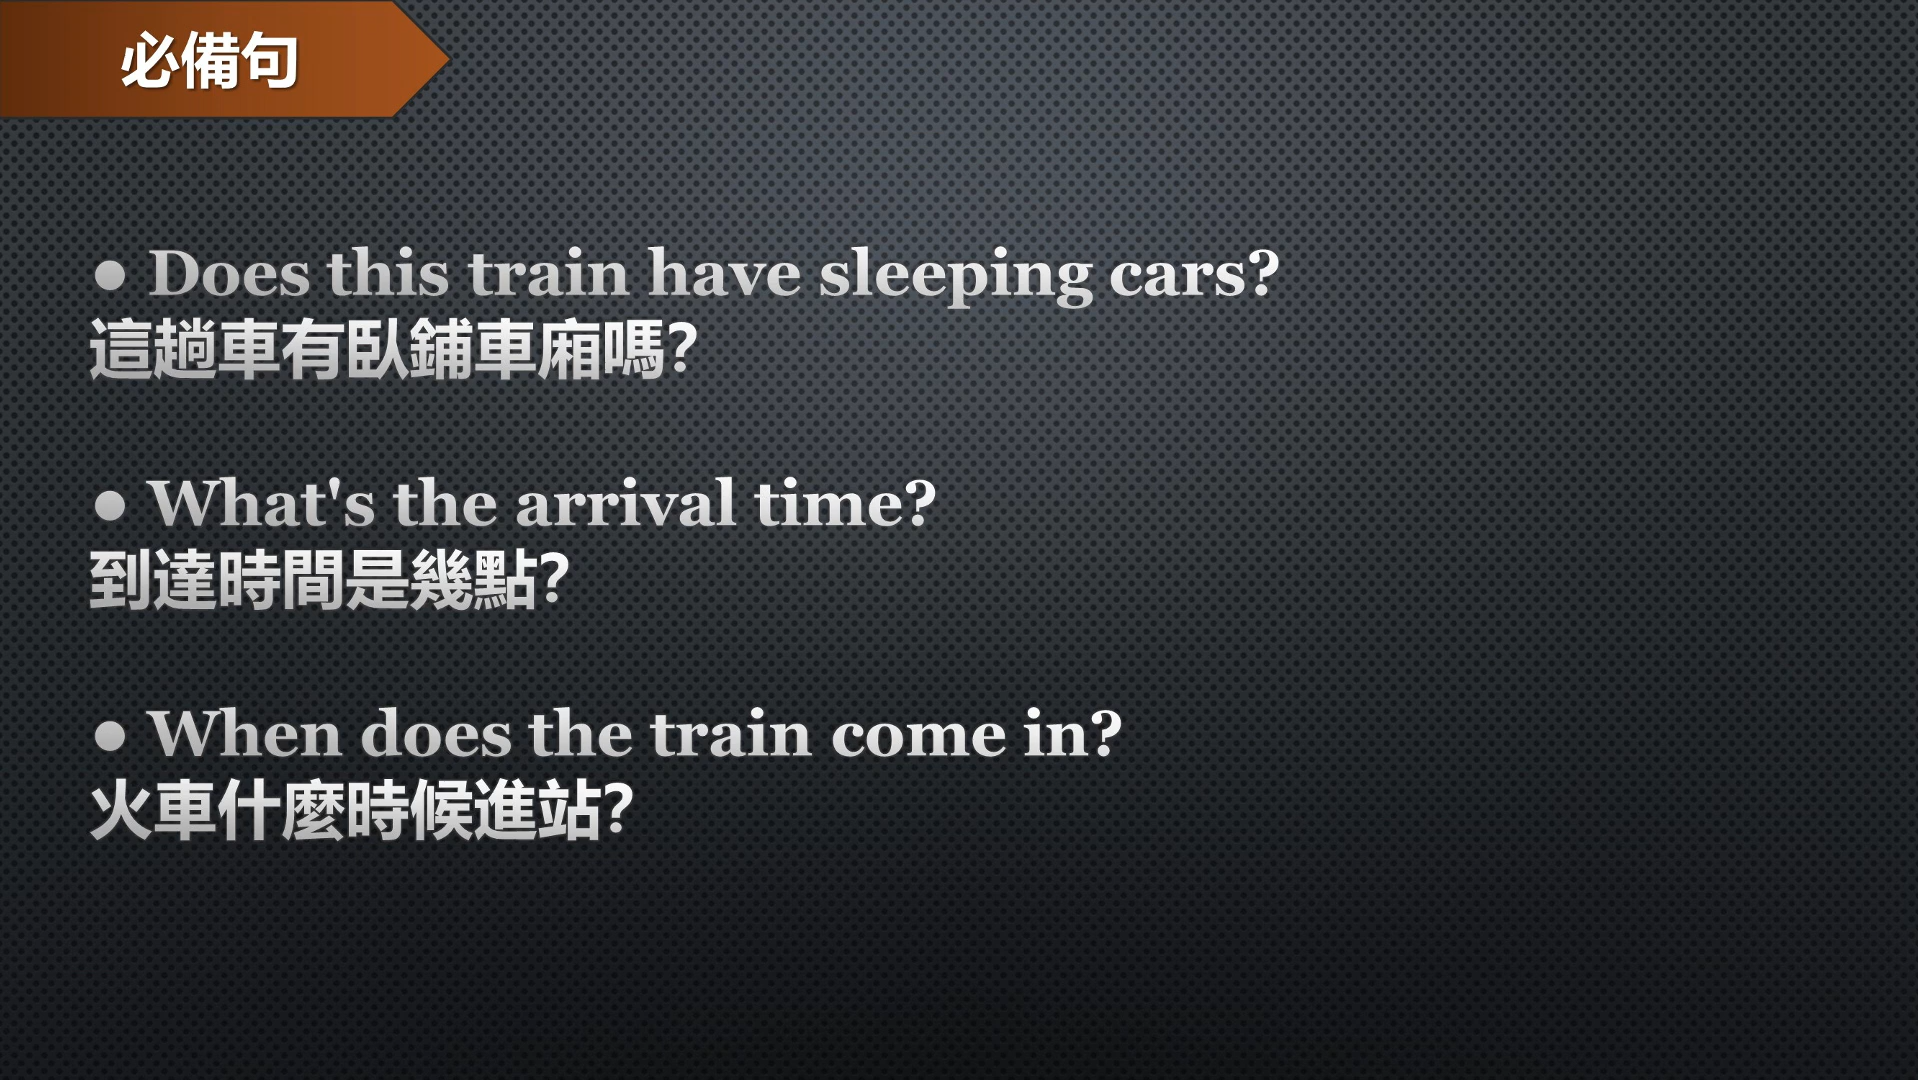 必備句
● Does this train have sleeping cars?
這趟車有臥鋪車廂嗎?
● What's the arrival time?
到達時間是幾點?
● When does the train come in?
火車什麼時候進站?